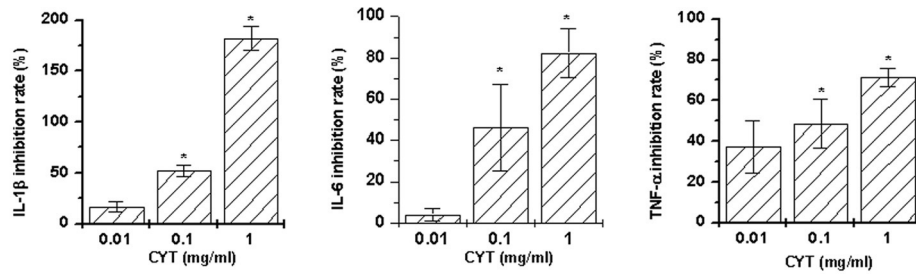 IL-1β inhibition rate (%)
200
150
100
50
0
*
*
0.01 0.1 1
CYT (mg/ml)
IL-6 inhibition rate (%)
100
80
60
40
20
0
*
*
0.01 0.1 1
CYT (mg/ml)
TNF-α inhibition rate (%)
100
80
60
40
20
0
*
*
0.01 0.1 1
CYT (mg/ml)